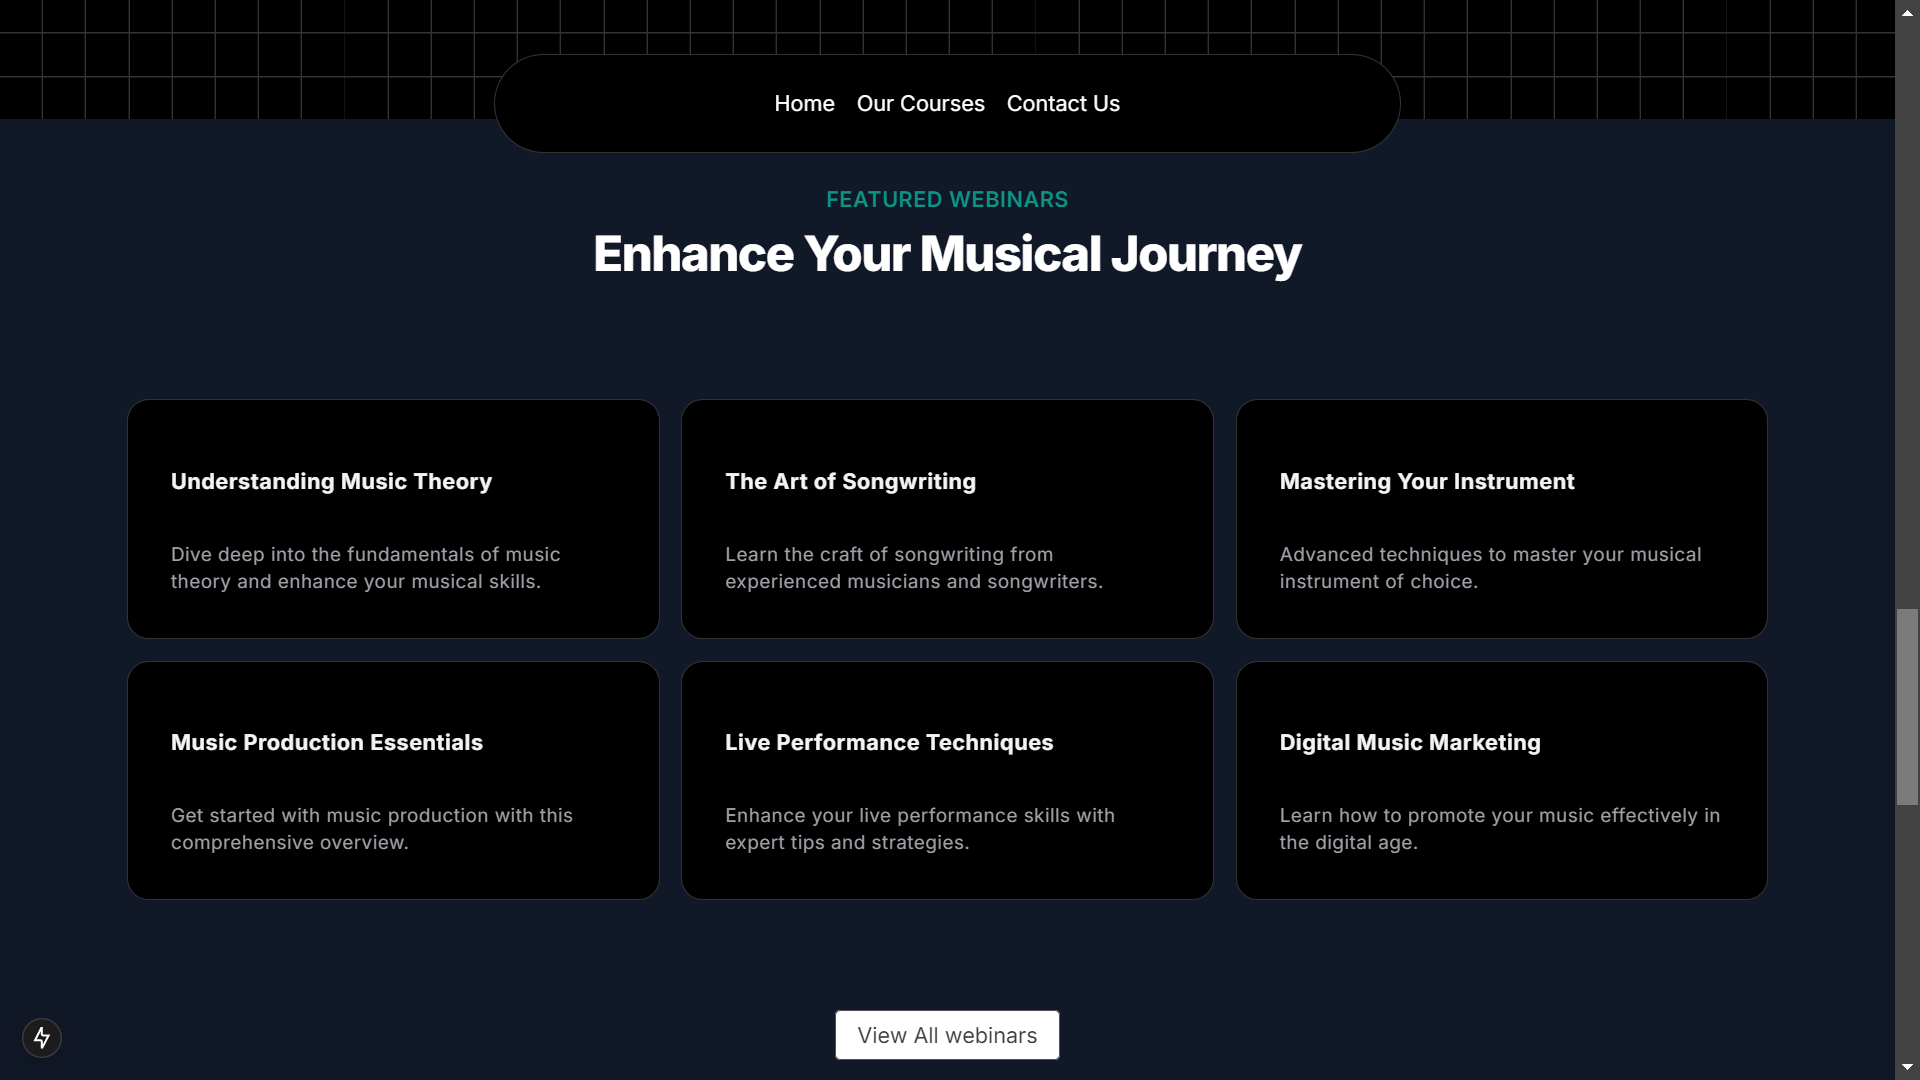 Home Our Courses Contact Us
FEATURED WEBINARS
Enhance Your Musical Journey
Understanding Music Theory
Dive deep into the fundamentals of music
theory and enhance your musical skills.
The Art of Songwriting
Learn the craft of songwriting from
experienced musicians and songwriters.
Mastering Your Instrument
Advanced techniques to master your musical
instrument of choice.
Music Production Essentials
Get started with music production with this
comprehensive overview.
Live Performance Techniques
Enhance your live performance skills with
expert tips and strategies.
Digital Music Marketing
Learn how to promote your music effectively in
the digital age.
View All webinars